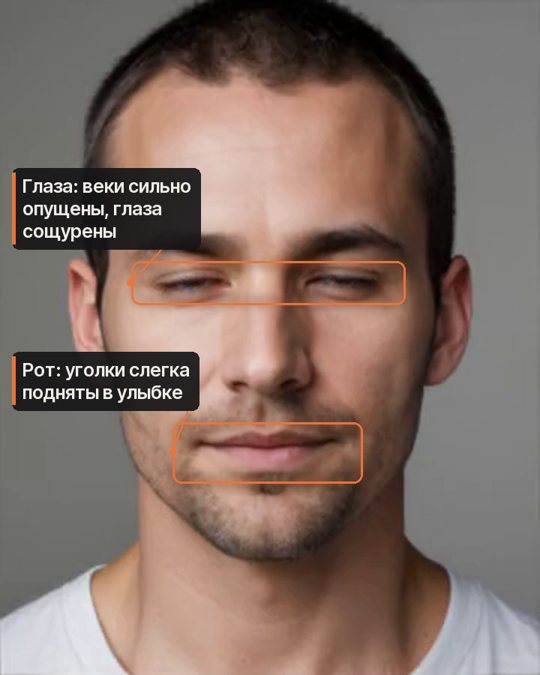 Глаза: веки сильно
опущены, глаза
сощурены
Рот: уголки слегка
подняты в улыбке